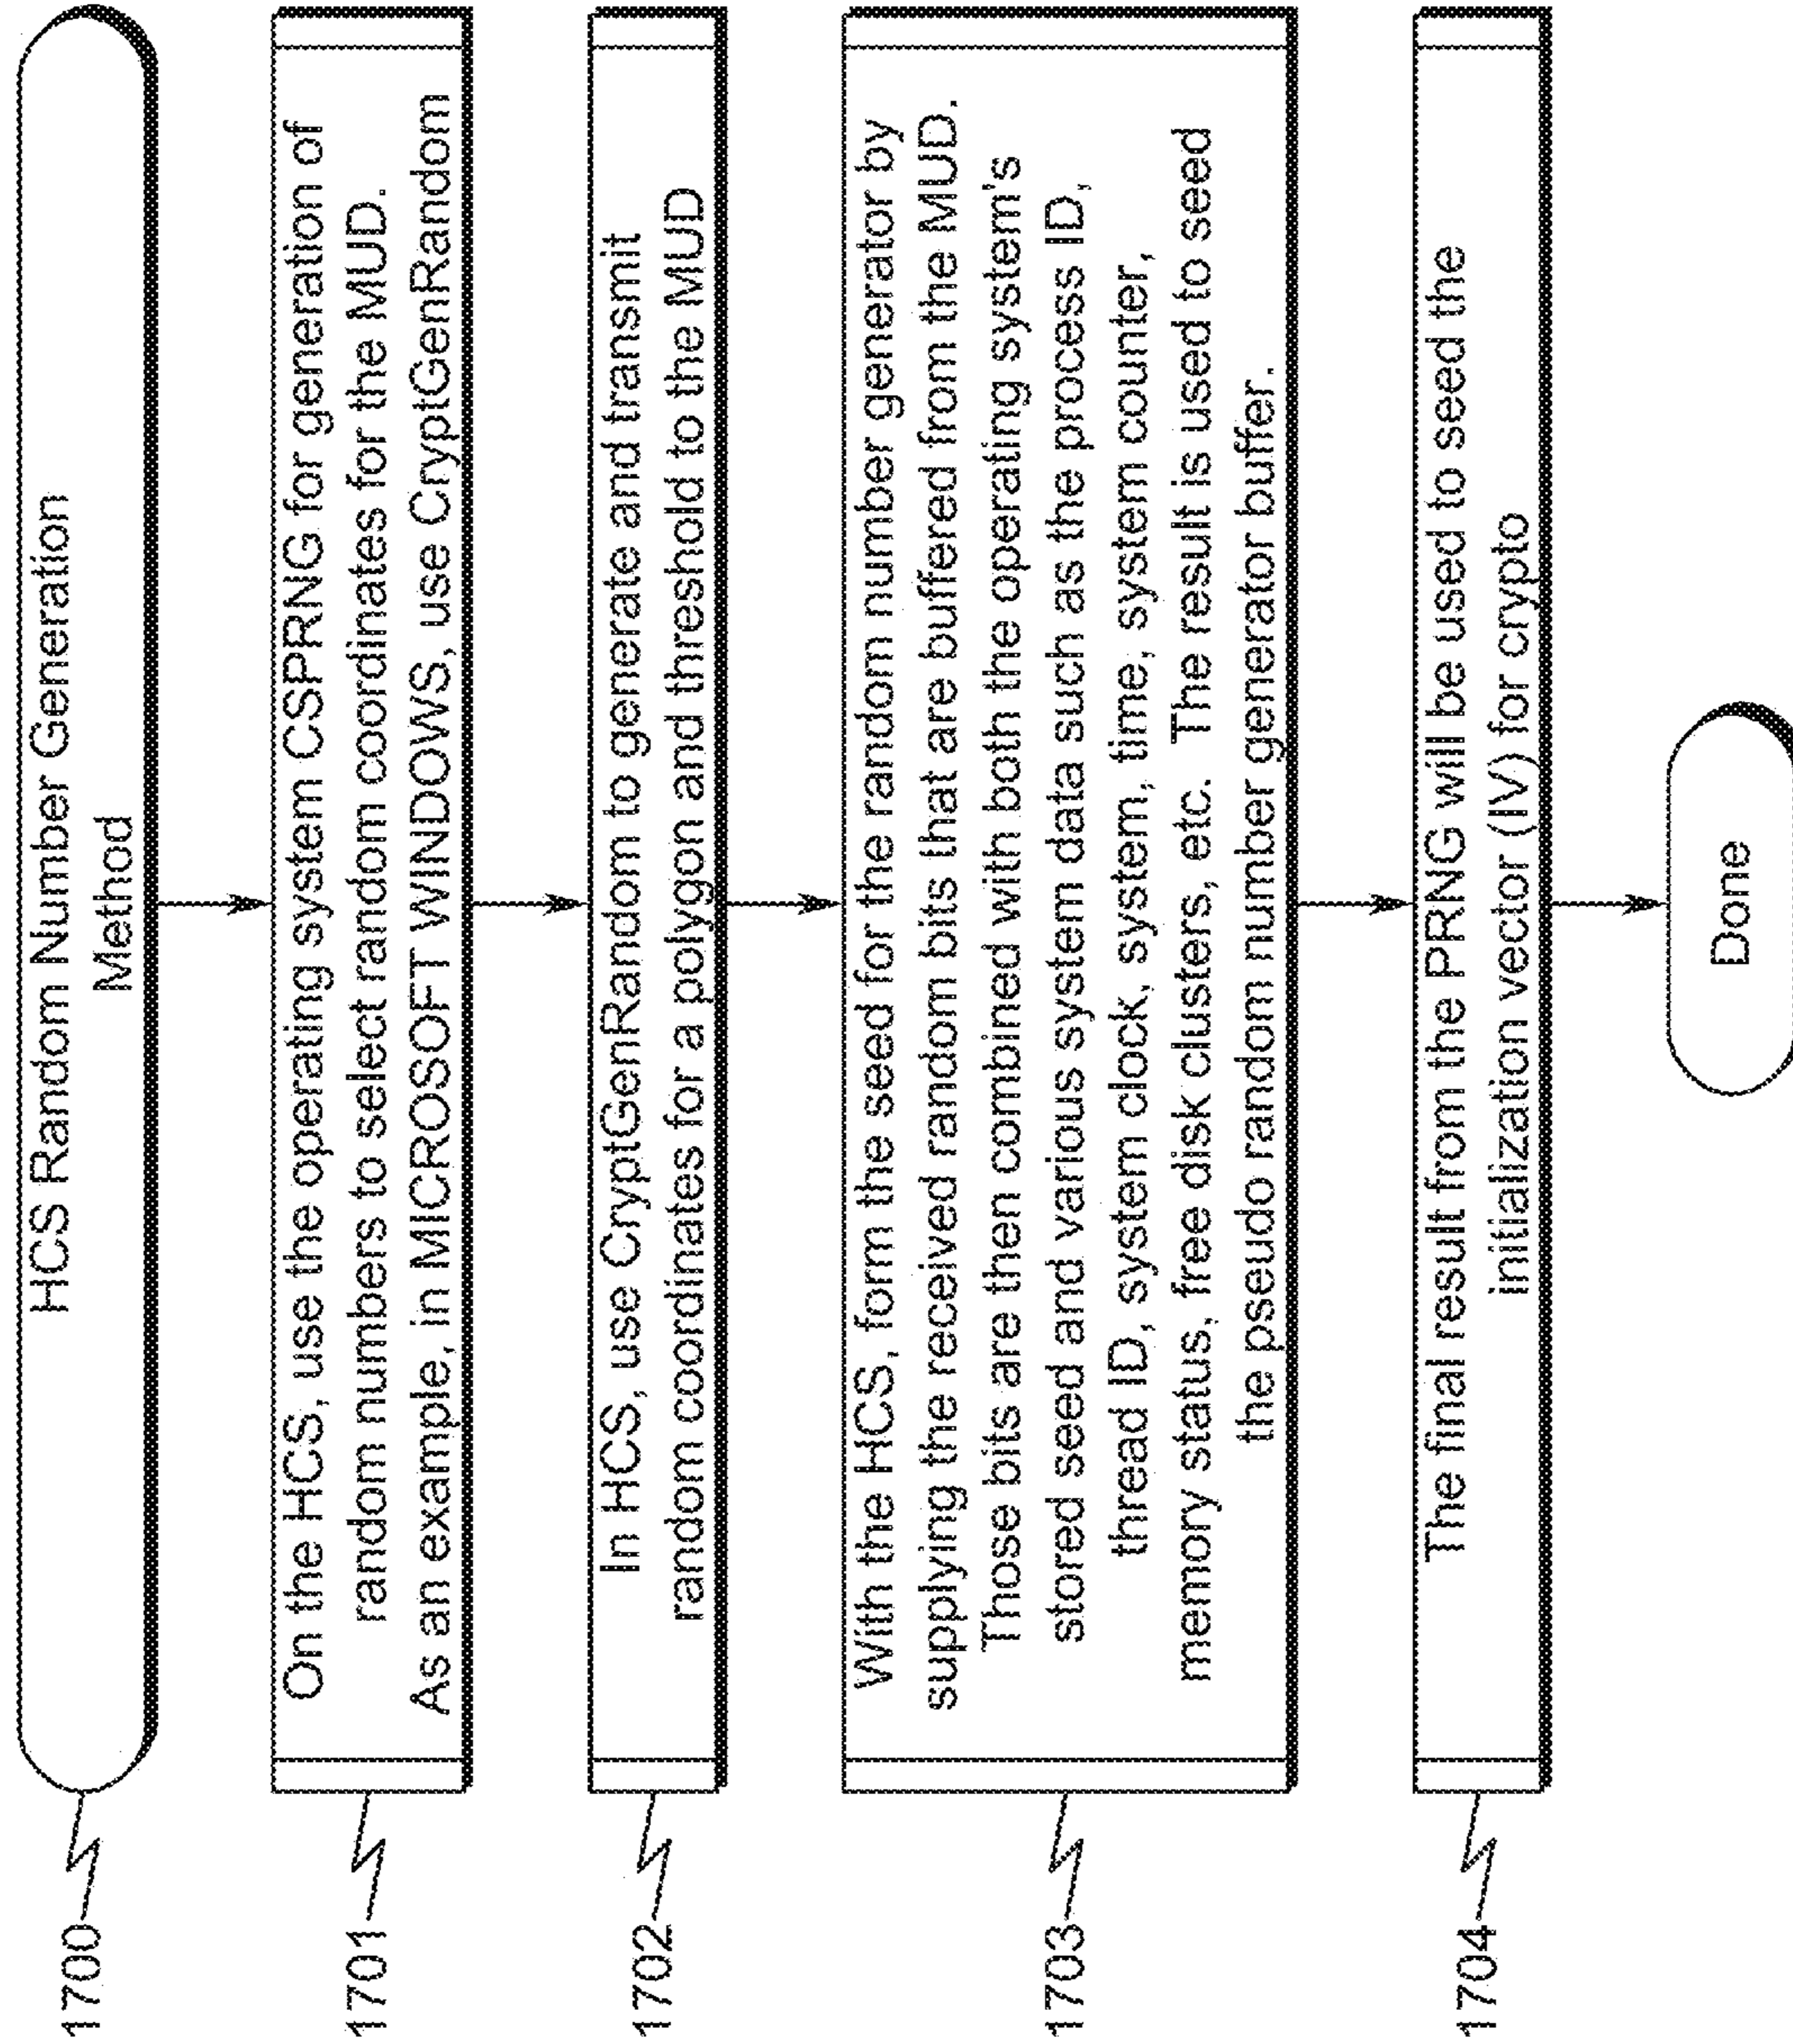 1700
HCS Random Number Generation
Method
1701
On the HCS, use the operating system CSPRNG for generation of
random numbers to select random coordinates for the MUD.
As an example, in MICROSOFT WINDOWS, use CryptGenRandom
1702
In HCS, use CryptGenRandom to generate and transmit
random coordinates for a polygon and threshold to the MUD
1703
With the HCS, form the seed for the random number generator by
supplying the received random bits that are buffered from the MUD.
Those bits are then combined with both the operating system's
stored seed and various system data such as the process ID,
thread ID, system clock, system, time, system counter,
memory status, free disk clusters, etc. The result is used to seed
the pseudo random number generator buffer.
1704
The final result from the PRNG will be used to seed the
initialization vector (IV) for crypto
Done